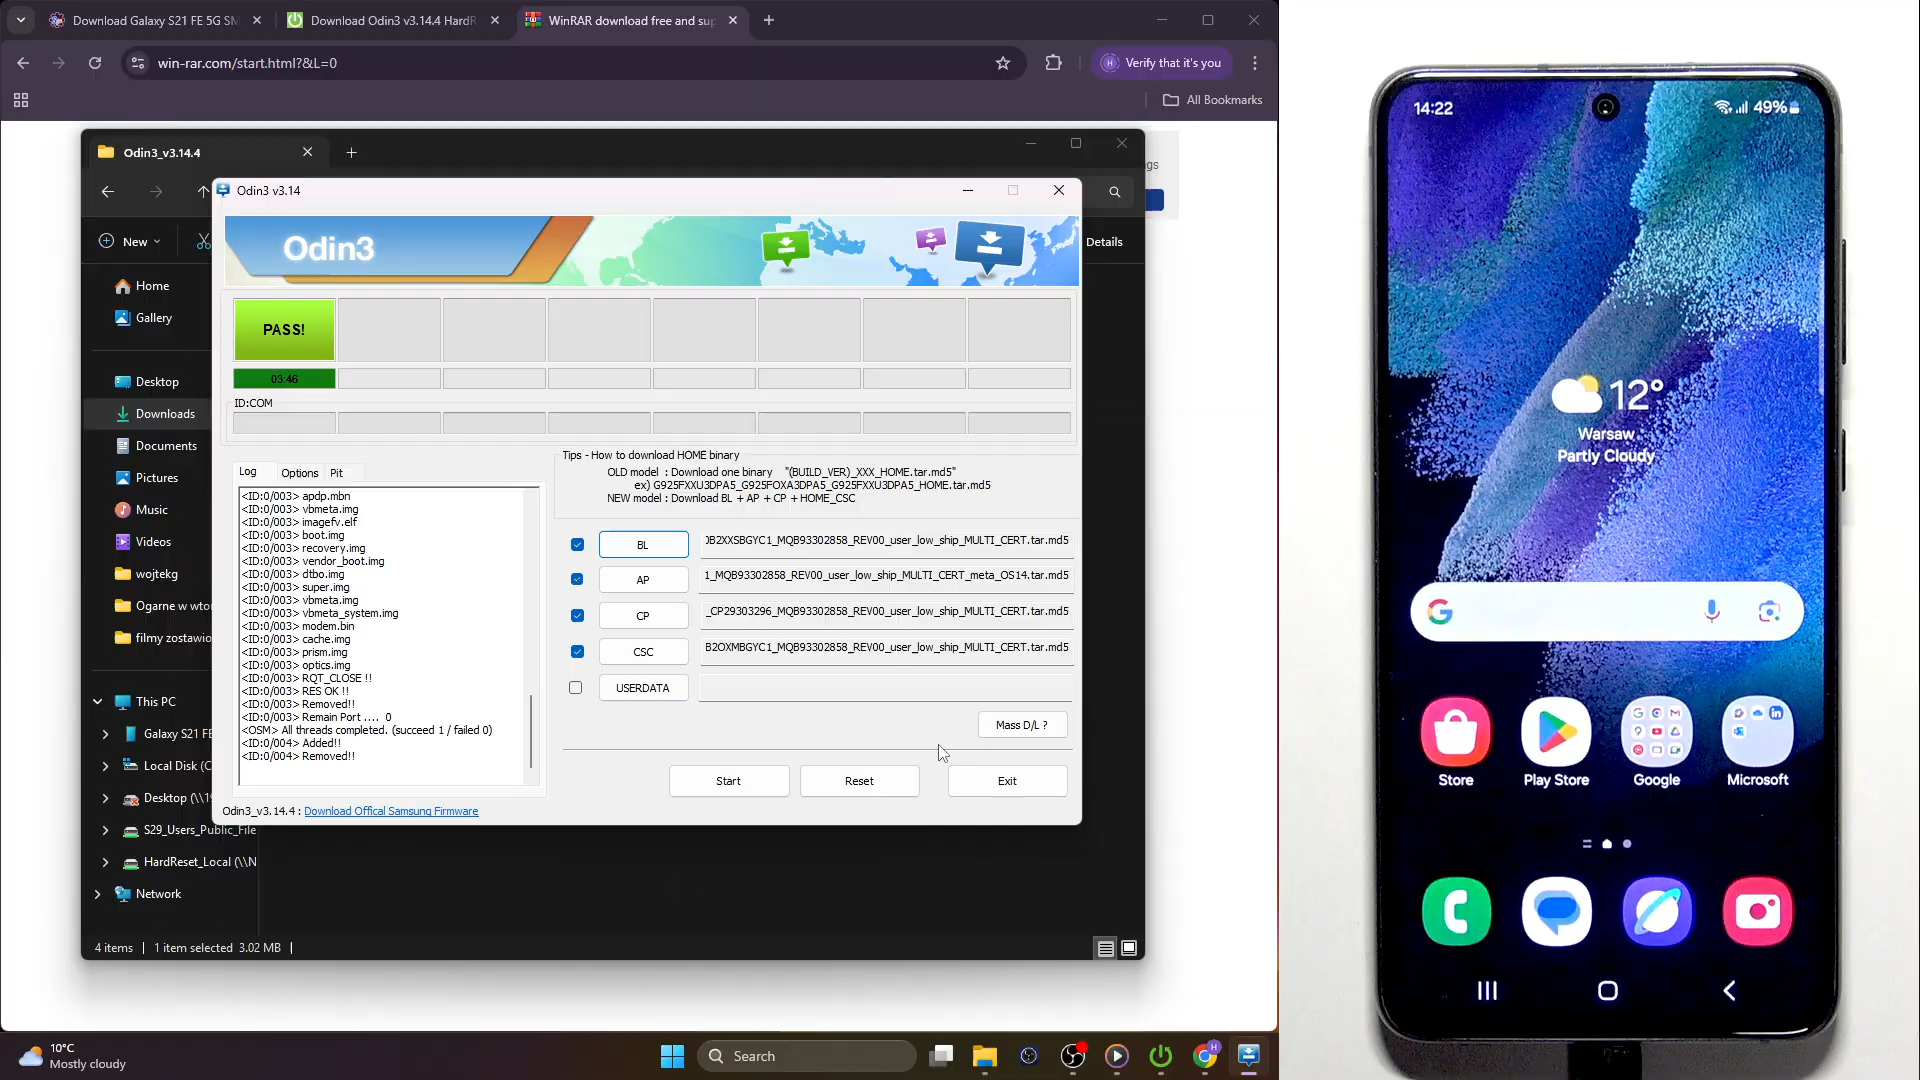 Download Galaxy S21 FE 5G SM
Download Odin3 v3.14.4 HardR
WinRAR download free and sup
win-rar.com/start.html?&L=0
Verify that it's you
All Bookmarks
Odin3_v3.14.4
Odin3 v3.14
New
Details
Odin3
Home
Gallery
Desktop
Downloads
Documents
Pictures
Music
Videos
wojtekg
Ogarne w wto
filmy zostawio
This PC
Galaxy S21 FE
Local Disk (C
Desktop (\\19
S29_Users_Public_File
HardReset_Local (\\N
Network
PASS!
03:46
ID:COM
Log
Options
Pit
<ID:0/003> apdp.mbn
<ID:0/003> vbmeta.img
<ID:0/003> imagefv.elf
<ID:0/003> boot.img
<ID:0/003> recovery.img
<ID:0/003> vendor_boot.img
<ID:0/003> dtbo.img
<ID:0/003> super.img
<ID:0/003> vbmeta.img
<ID:0/003> vbmeta_system.img
<ID:0/003> modem.bin
<ID:0/003> cache.img
<ID:0/003> prism.img
<ID:0/003> optics.img
<ID:0/003> RQT_CLOSE !!
<ID:0/003> RES OK !!
<ID:0/003> Removed!!
<ID:0/003> Remain Port .... 0
<OSM> All threads completed. (succeed 1 / failed 0)
<ID:0/004> Added!!
<ID:0/004> Removed!!
Tips - How to download HOME binary
OLD model : Download one binary "(BUILD_VER)_XXX_HOME.tar.md5"
ex) G925FXXU3DPA5_G925FOXA3DPA5_G925FXXU3DPA5_HOME.tar.md5
NEW model : Download BL + AP + CP + HOME_CSC
BL
JB2XXSBGYC1_MQB93302858_REV00_user_low_ship_MULTI_CERT.tar.md5
AP
1_MQB93302858_REV00_user_low_ship_MULTI_CERT_meta_OS14.tar.md5
CP
_CP29303296_MQB93302858_REV00_user_low_ship_MULTI_CERT.tar.md5
CSC
B2OXMBGYC1_MQB93302858_REV00_user_low_ship_MULTI_CERT.tar.md5
USERDATA
Mass D/L ?
Start
Reset
Exit
Odin3_v3.14.4 : Download Offical Samsung Firmware
4 items
1 item selected 3.02 MB
10°C
Mostly cloudy
Search
14:22
49%
12°
Warsaw
Partly Cloudy
Store
Play Store
Google
Microsoft